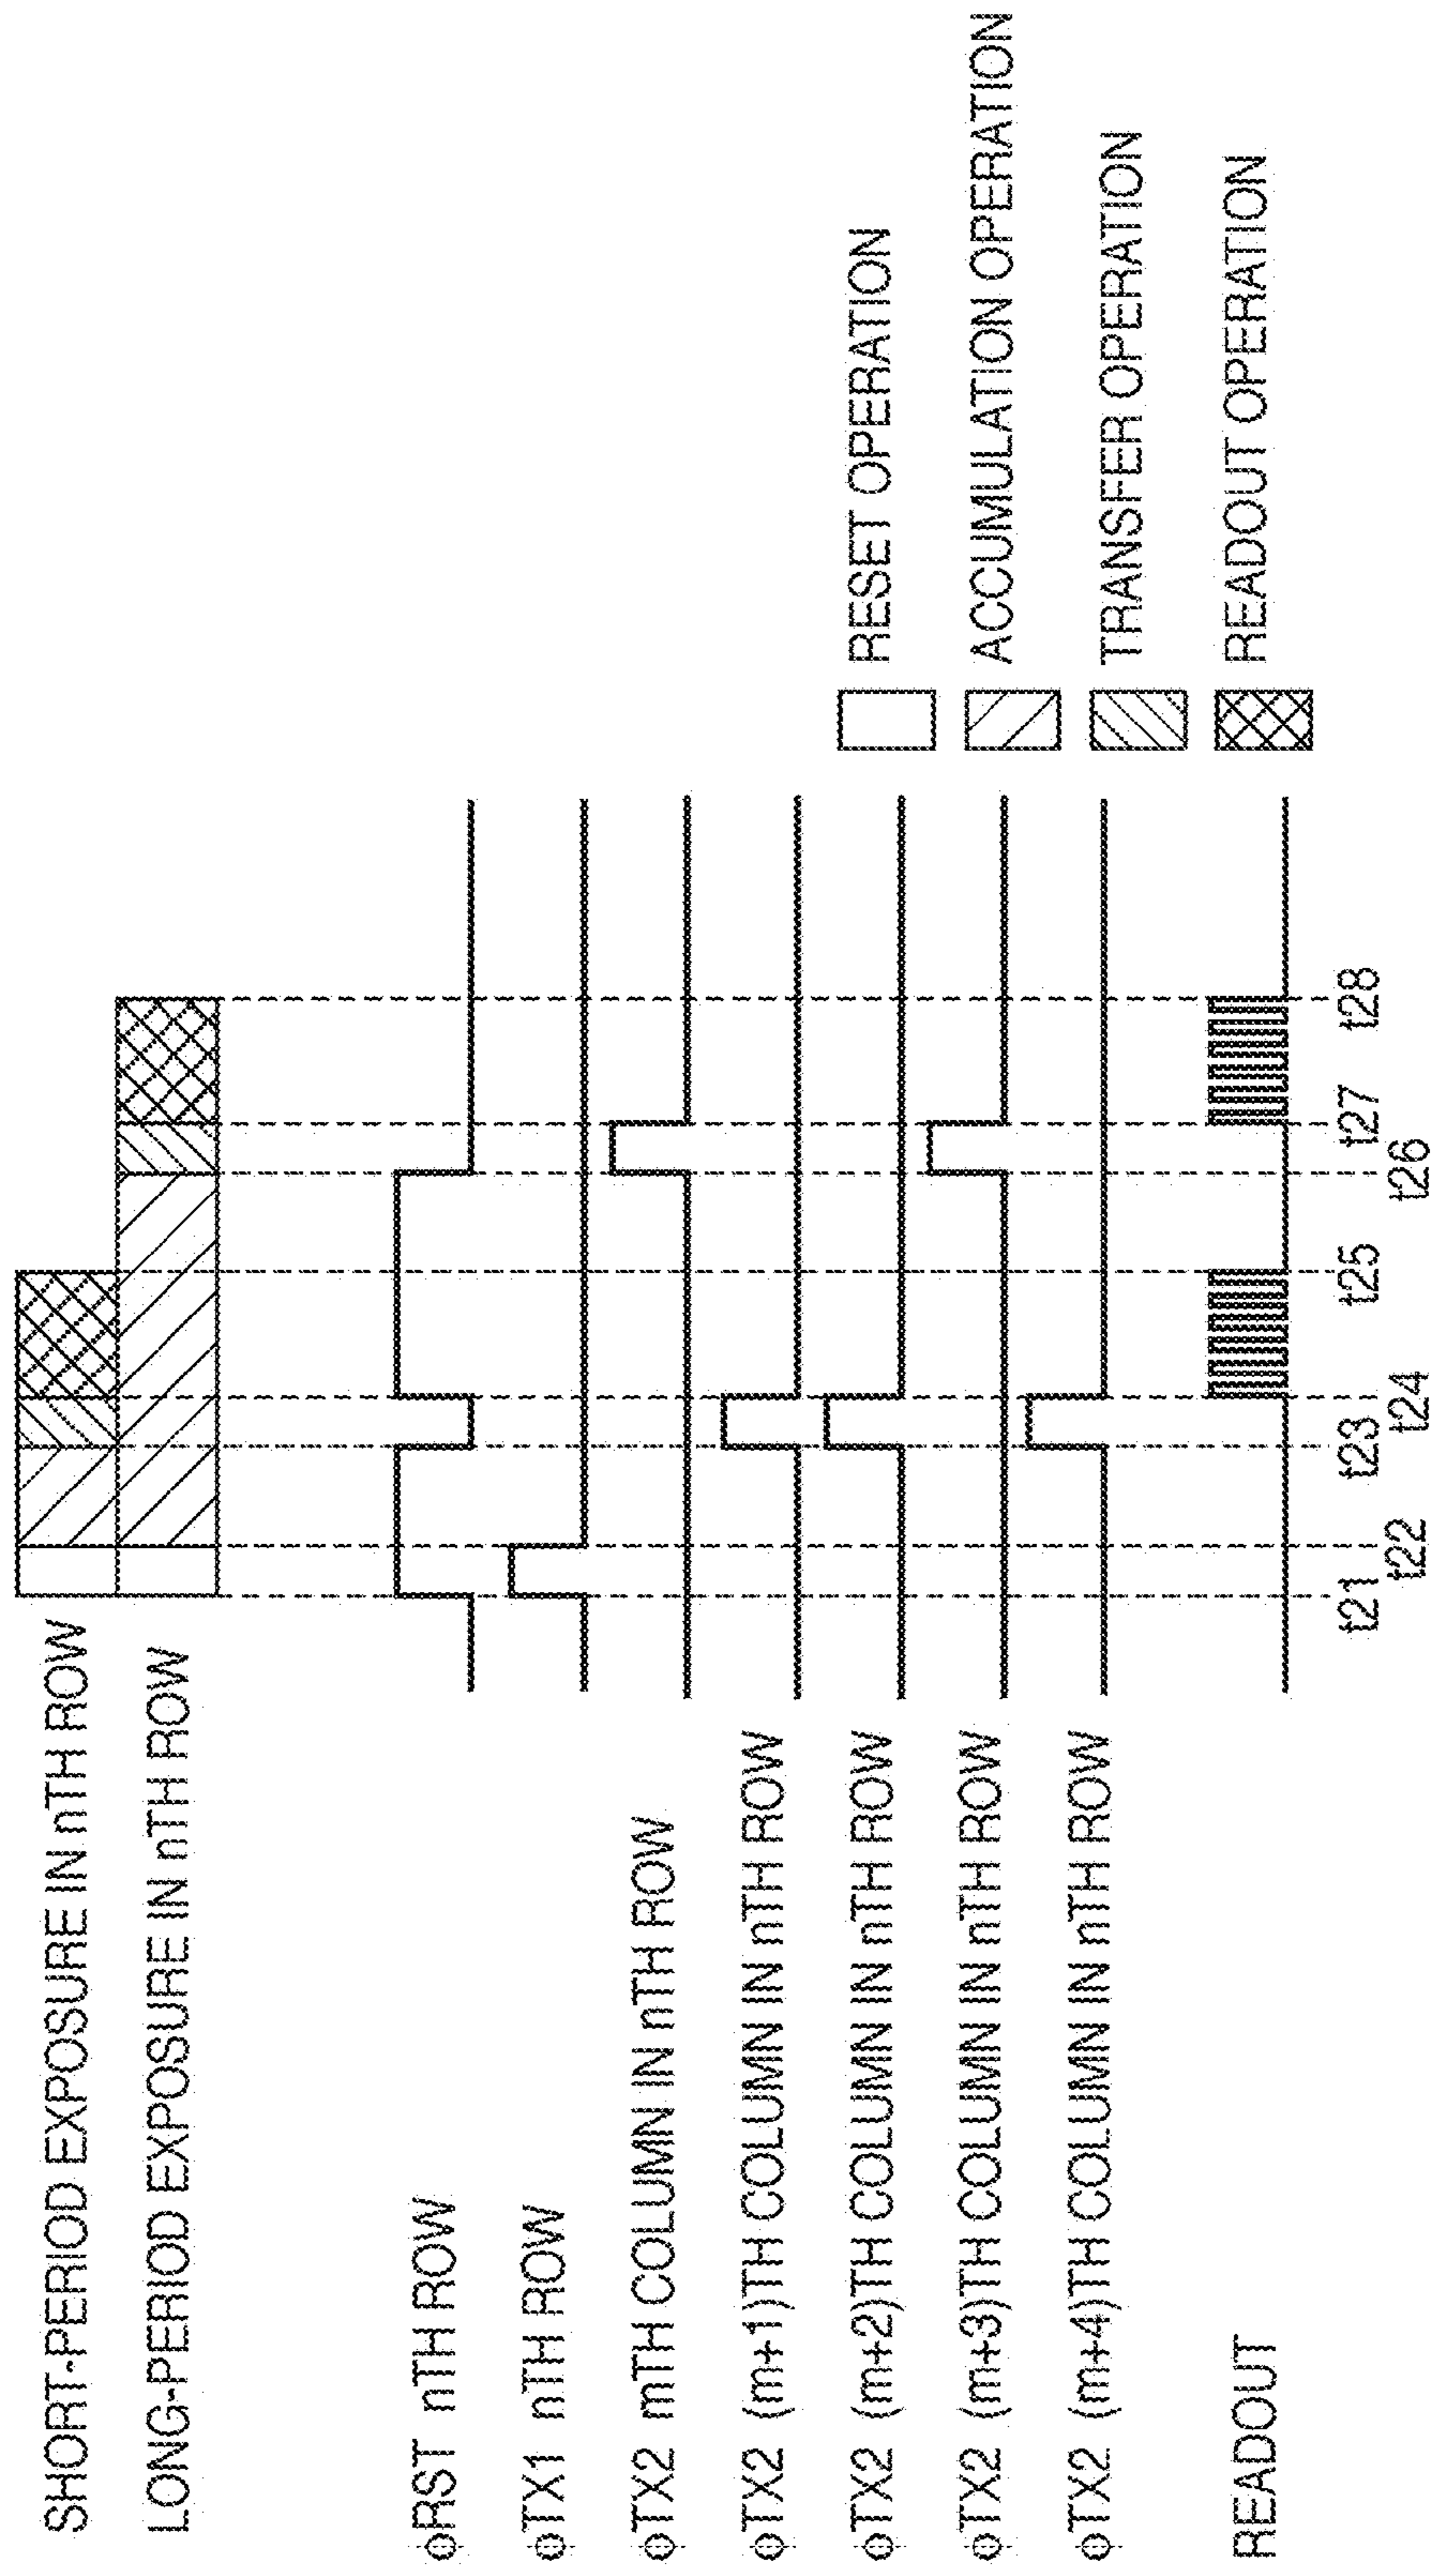 SHORT-PERIOD EXPOSURE IN nTH ROW
LONG-PERIOD EXPOSURE IN nTH ROW
ϕRST nTH ROW
ϕTX1 nTH ROW
ϕTX2 mTH COLUMN IN nTH ROW
ϕTX2 (m+1)TH COLUMN IN nTH ROW
ϕTX2 (m+2)TH COLUMN IN nTH ROW
ϕTX2 (m+3)TH COLUMN IN nTH ROW
ϕTX2 (m+4)TH COLUMN IN nTH ROW
READOUT
t21
t22
t23
t24
t25
t26
t27
t28
RESET OPERATION
ACCUMULATION OPERATION
TRANSFER OPERATION
READOUT OPERATION